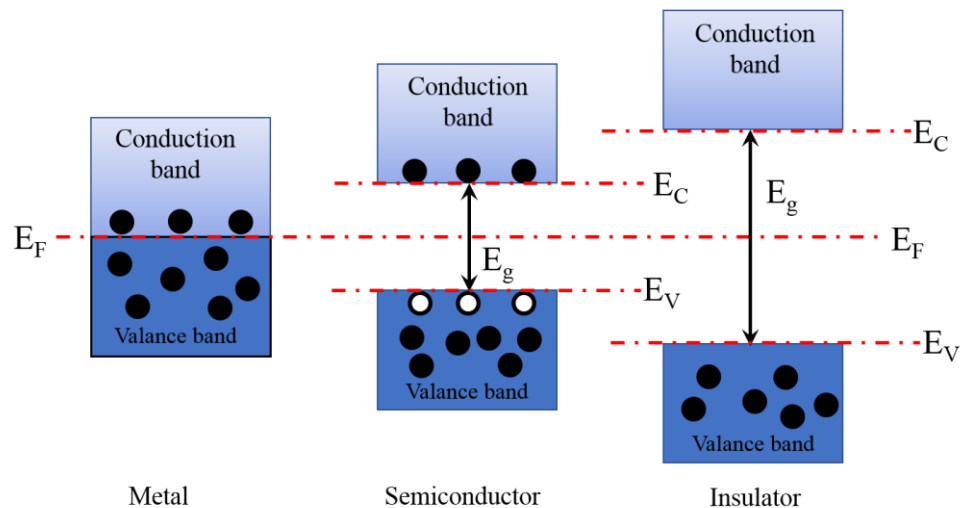 Conduction
band
E_F
Valance band
Metal
Conduction
band
E_C
E_g
E_V
Valance band
Semiconductor
Conduction
band
E_C
E_g
E_F
E_V
Valance band
Insulator